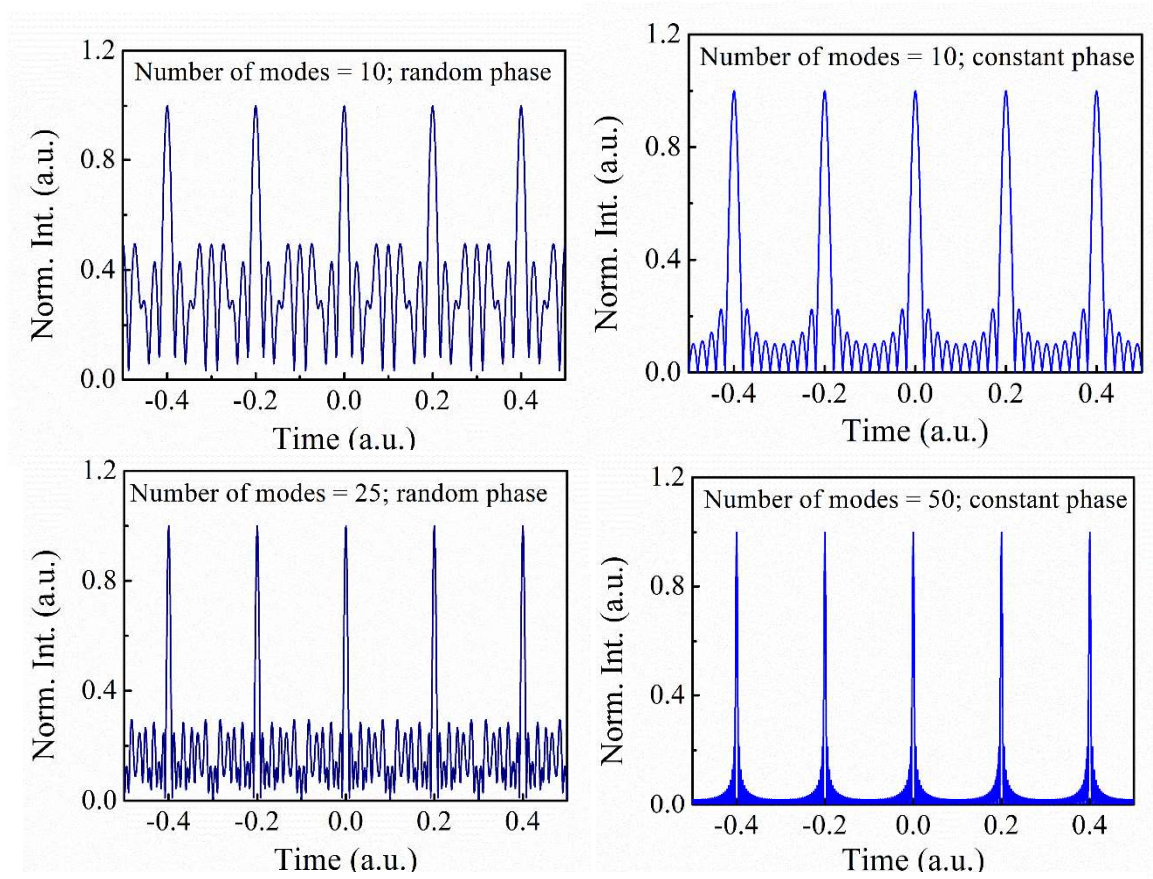 Number of modes = 10; random phase
1.2
0.8
0.4
0.0
Norm. Int. (a.u.)
-0.4 -0.2 0.0 0.2 0.4
Time (a.u.)
Number of modes = 10; constant phase
1.2
0.8
0.4
0.0
Norm. Int. (a.u.)
-0.4 -0.2 0.0 0.2 0.4
Time (a.u.)
Number of modes = 25; random phase
1.2
0.8
0.4
0.0
Norm. Int. (a.u.)
-0.4 -0.2 0.0 0.2 0.4
Time (a.u.)
Number of modes = 50; constant phase
1.2
0.8
0.4
0.0
Norm. Int. (a.u.)
-0.4 -0.2 0.0 0.2 0.4
Time (a.u.)